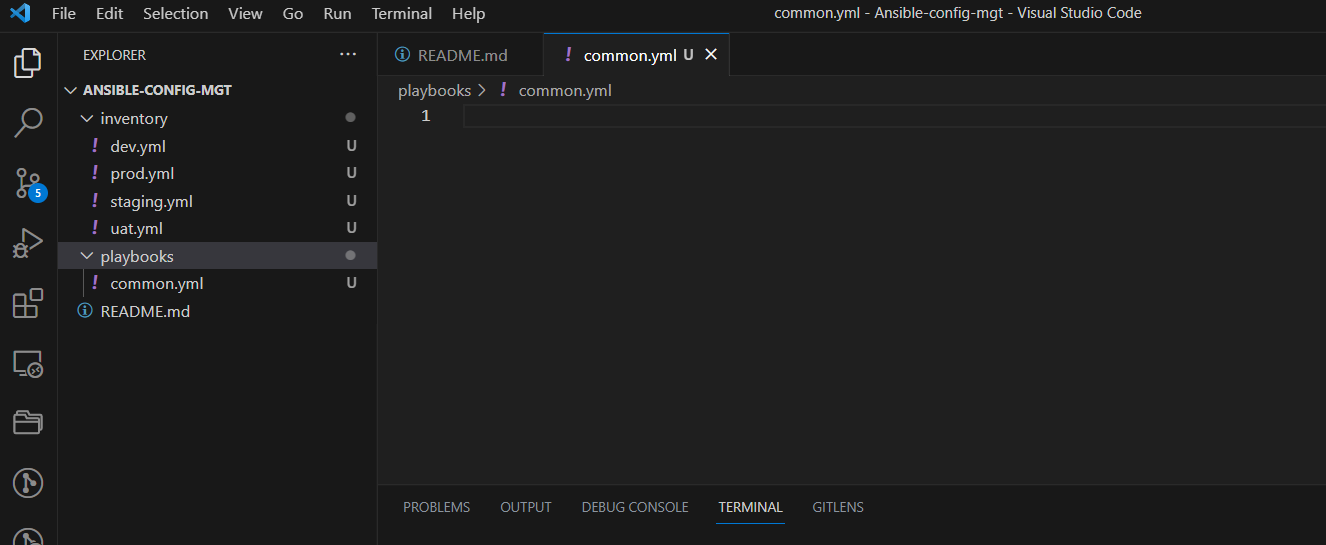 File Edit Selection View Go Run Terminal Help
common.yml - Ansible-config-mgt - Visual Studio Code
EXPLORER ...
ANSIBLE-CONFIG-MGT
inventory
! dev.yml U
! prod.yml U
! staging.yml U
! uat.yml U
playbooks
! common.yml U
README.md
5
README.md
! common.yml U
playbooks > ! common.yml
1
PROBLEMS OUTPUT DEBUG CONSOLE TERMINAL GITLENS